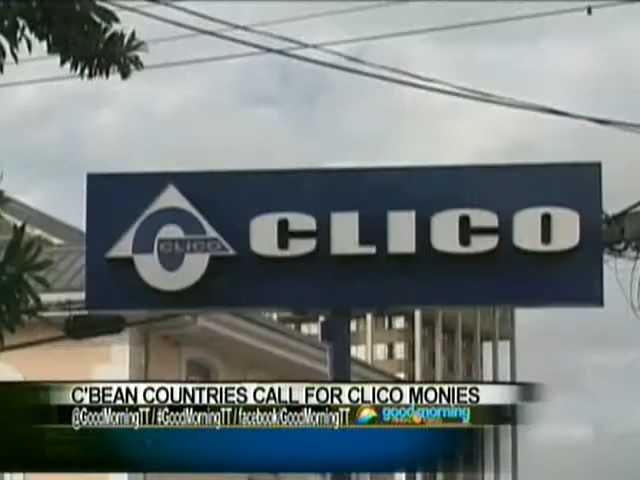 CLICO
CLICO
C'BEAN COUNTRIES CALL FOR CLICO MONIES
@GoodMorningTT / #GoodMorningTT / facebook/GoodMorningTT
good morning